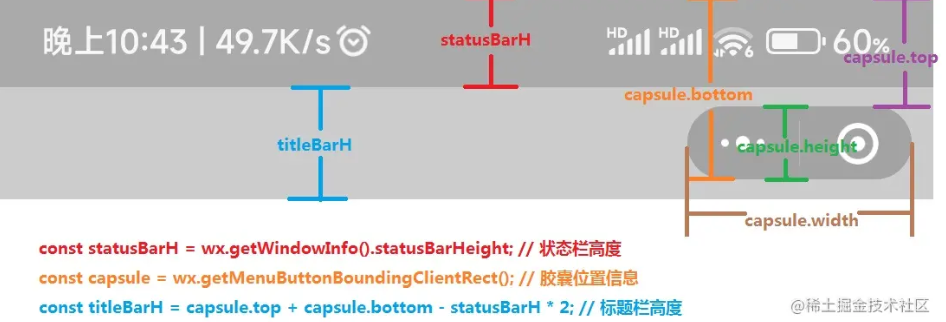 晚上10:43 | 49.7K/s
statusBarH
HD HD 6 60%
capsule.top
capsule.bottom
titleBarH
capsule.height
capsule.width
const statusBarH = wx.getWindowInfo().statusBarHeight; // 状态栏高度
const capsule = wx.getMenuButtonBoundingClientRect(); // 胶囊位置信息
const titleBarH = capsule.top + capsule.bottom - statusBarH * 2; // 标题栏高度
@稀土掘金技术社区